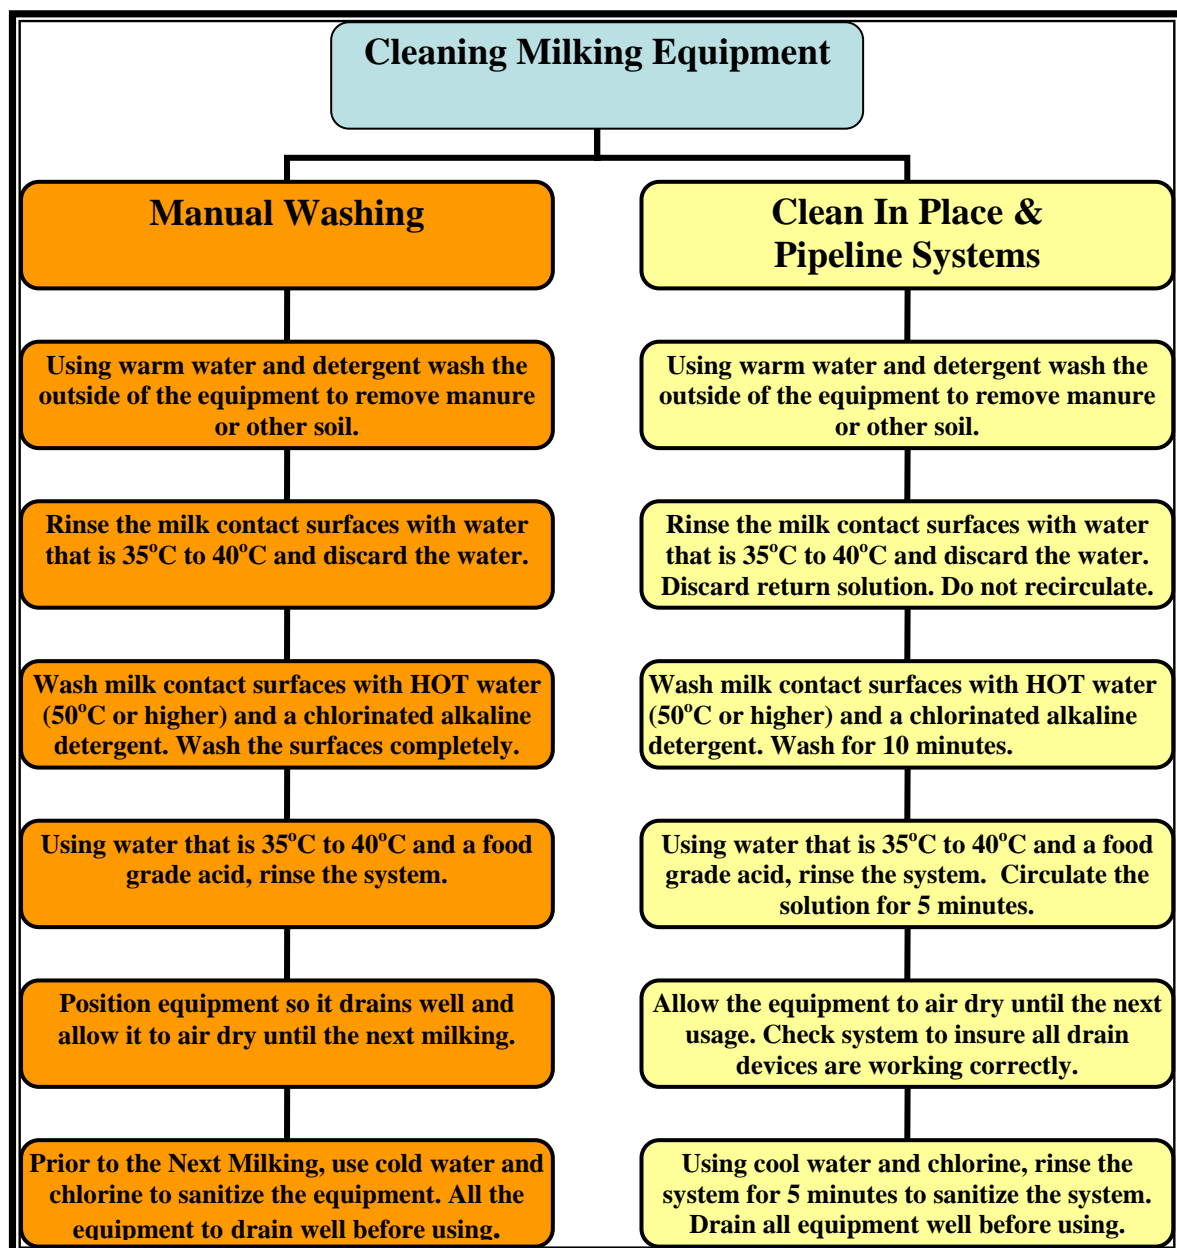 Cleaning Milking Equipment
Manual Washing
Using warm water and detergent wash the
outside of the equipment to remove manure
or other soil.
Rinse the milk contact surfaces with water
that is 35°C to 40°C and discard the water.
Wash milk contact surfaces with HOT water
(50°C or higher) and a chlorinated alkaline
detergent. Wash the surfaces completely.
Using water that is 35°C to 40°C and a food
grade acid, rinse the system.
Position equipment so it drains well and
allow it to air dry until the next milking.
Prior to the Next Milking, use cold water and
chlorine to sanitize the equipment. All the
equipment to drain well before using.
Clean In Place &
Pipeline Systems
Using warm water and detergent wash the
outside of the equipment to remove manure
or other soil.
Rinse the milk contact surfaces with water
that is 35°C to 40°C and discard the water.
Discard return solution. Do not recirculate.
Wash milk contact surfaces with HOT water
(50°C or higher) and a chlorinated alkaline
detergent. Wash for 10 minutes.
Using water that is 35°C to 40°C and a food
grade acid, rinse the system.  Circulate the
solution for 5 minutes.
Allow the equipment to air dry until the next
usage. Check system to insure all drain
devices are working correctly.
Using cool water and chlorine, rinse the
system for 5 minutes to sanitize the system.
Drain all equipment well before using.